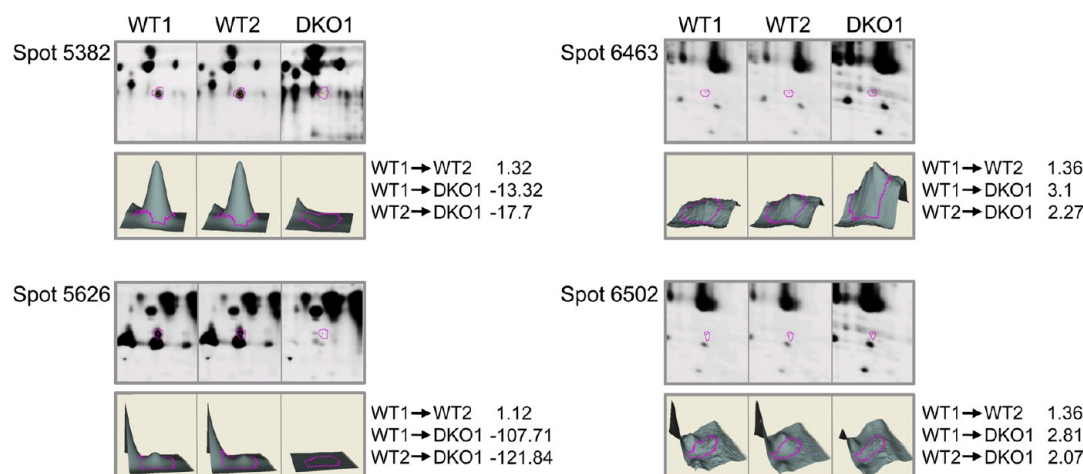 WT1 WT2 DKO1
Spot 5382
WT1→WT2 1.32
WT1→DKO1 -13.32
WT2→DKO1 -17.7
WT1 WT2 DKO1
Spot 6463
WT1→WT2 1.36
WT1→DKO1 3.1
WT2→DKO1 2.27
Spot 5626
WT1→WT2 1.12
WT1→DKO1 -107.71
WT2→DKO1 -121.84
Spot 6502
WT1→WT2 1.36
WT1→DKO1 2.81
WT2→DKO1 2.07